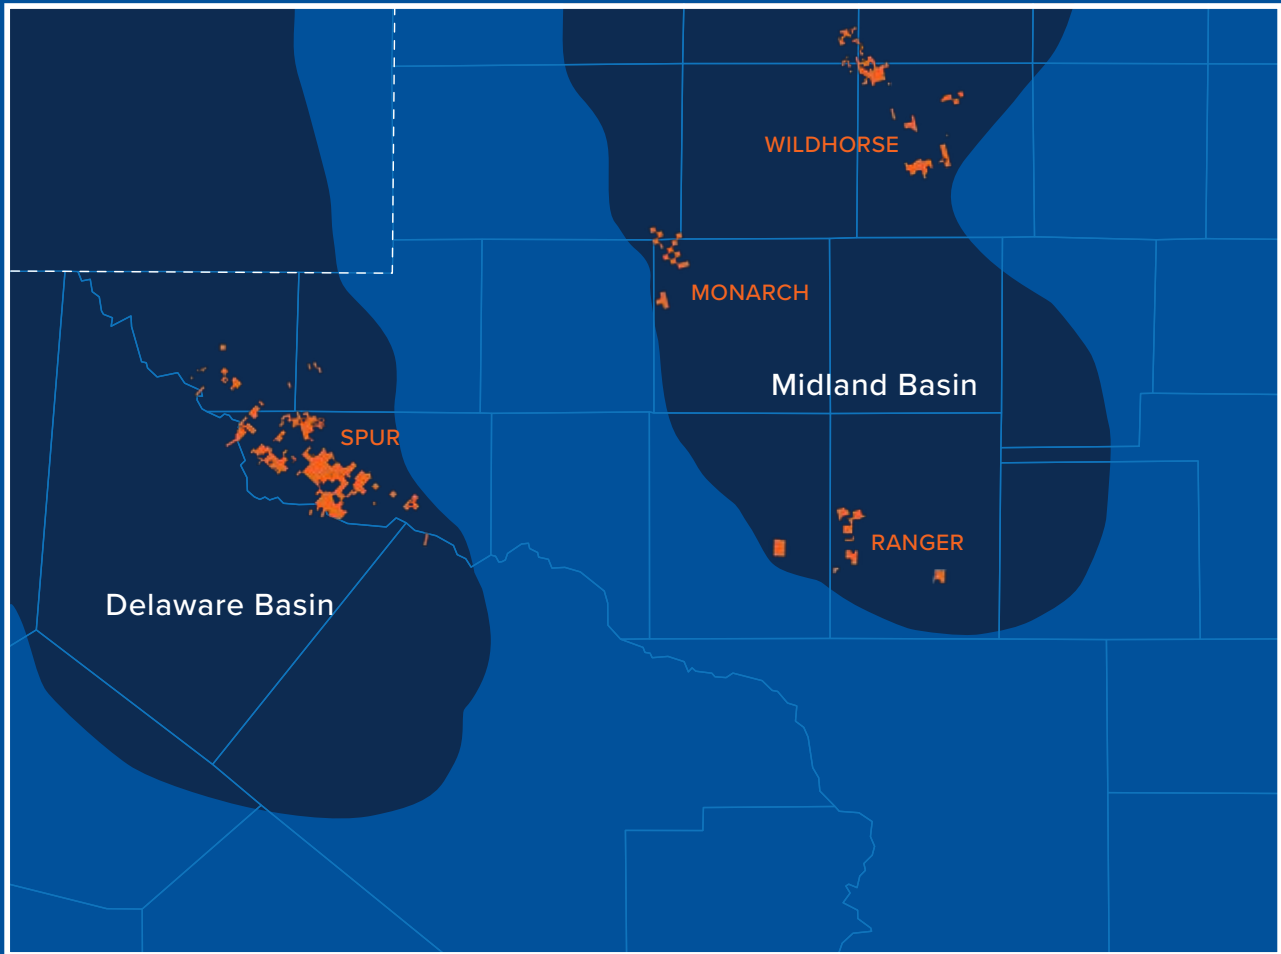 WILDHORSE
MONARCH
Midland Basin
SPUR
RANGER
Delaware Basin